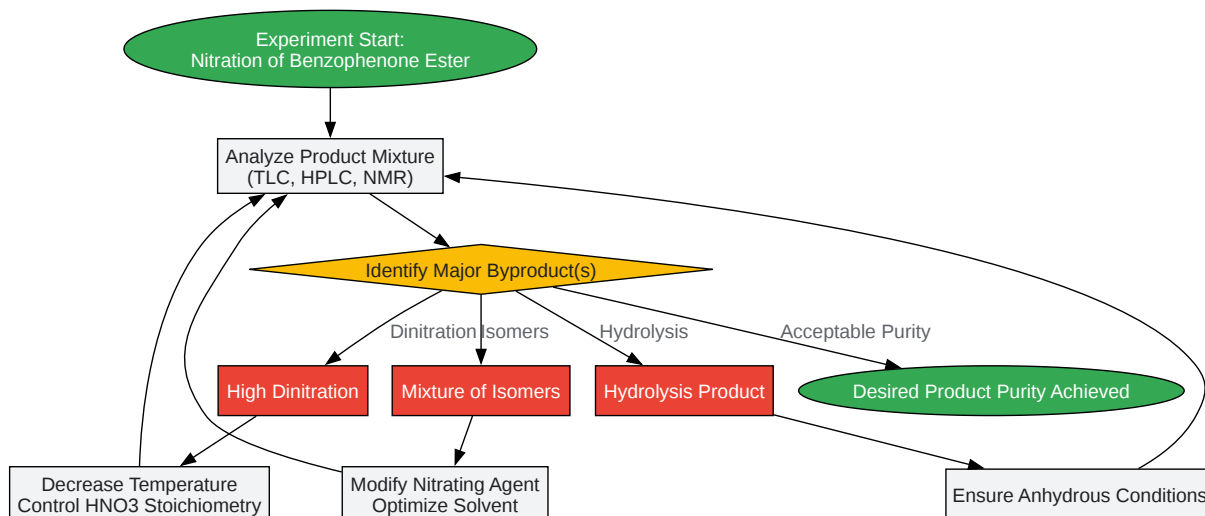 Experiment Start:
Nitration of Benzophenone Ester
Analyze Product Mixture
(TLC, HPLC, NMR)
Identify Major Byproduct(s)
Dinitration
Isomers
Hydrolysis
Acceptable Purity
High Dinitration
Mixture of Isomers
Hydrolysis Product
Desired Product Purity Achieved
Decrease Temperature
Control HNO3 Stoichiometry
Modify Nitrating Agent
Optimize Solvent
Ensure Anhydrous Conditions